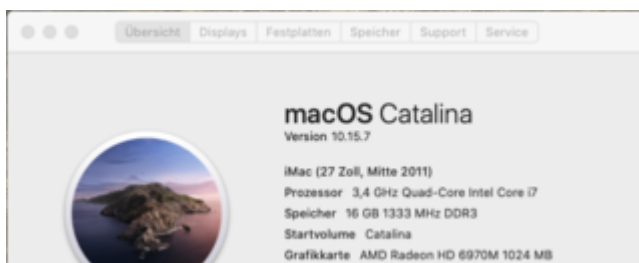 Übersicht Displays Festplatten Speicher Support Service
macOS Catalina
Version 10.15.7
iMac (27 Zoll, Mitte 2011)
Prozessor 3,4 GHz Quad-Core Intel Core i7
Speicher 16 GB 1333 MHz DDR3
Startvolume Catalina
Grafikkarte AMD Radeon HD 6970M 1024 MB